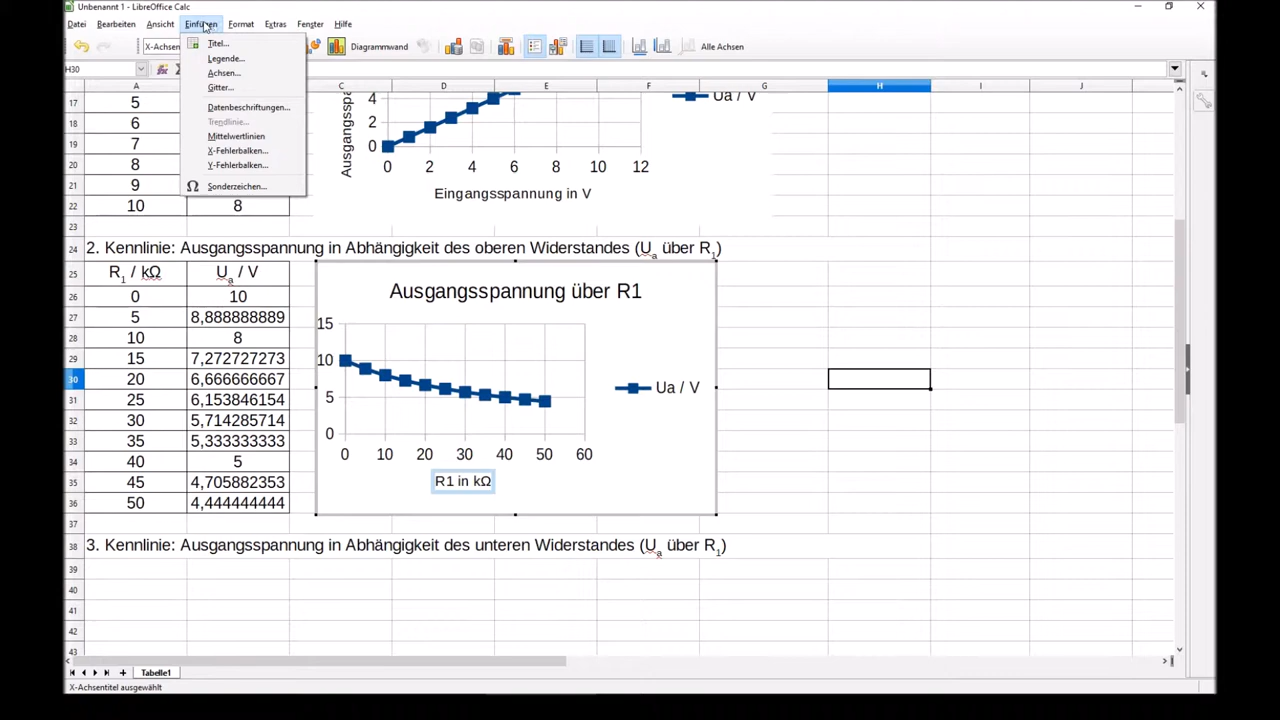 Unbenannt 1 - LibreOffice Calc
Datei Bearbeiten Ansicht Einfügen Format Extras Fenster Hilfe
X-Achsen Diagrammwand Alle Achsen
H30
Titel...
Legende...
Achsen...
Gitter...
Datenbeschriftungen...
Trendlinie...
Mittelwertlinien
X-Fehlerbalken...
Y-Fehlerbalken...
Ω Sonderzeichen...
A C D E F G H I J
17 5
18 6
19 7
20 8
21 9
22 10 8
23
4
2
0
0 2 4 6 8 10 12
Ausgangsspa
Eingangsspannung in V
Ua / V
24 2. Kennlinie: Ausgangsspannung in Abhängigkeit des oberen Widerstandes (Ua über R1)
25 R1 / kΩ Ua / V
26 0 10
27 5 8,888888889
28 10 8
29 15 7,272727273
30 20 6,666666667
31 25 6,153846154
32 30 5,714285714
33 35 5,333333333
34 40 5
35 45 4,705882353
36 50 4,444444444
37
Ausgangsspannung über R1
15
10
5
0
0 10 20 30 40 50 60
R1 in kΩ
Ua / V
38 3. Kennlinie: Ausgangsspannung in Abhängigkeit des unteren Widerstandes (Ua über R1)
39
40
41
42
43
Tabelle1
X-Achsentitel ausgewählt